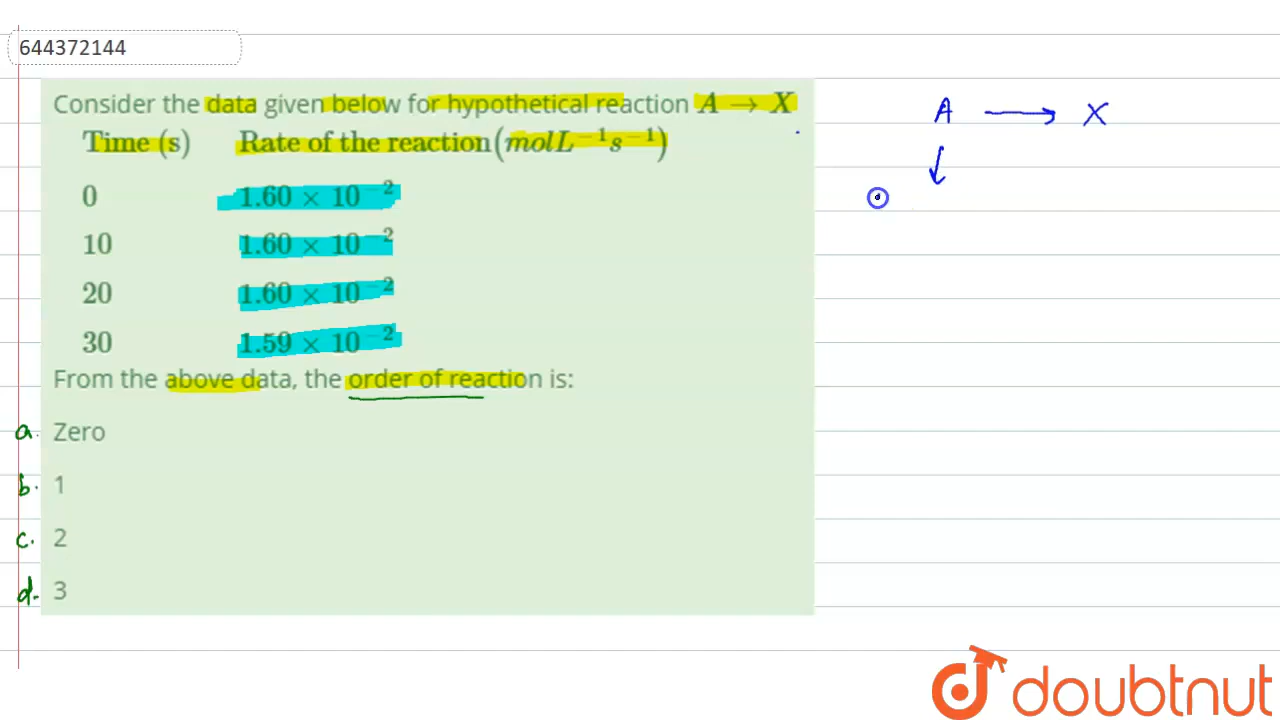 644372144
Consider the data given below for hypothetical reaction A → X
Time (s) Rate of the reaction(molL⁻¹s⁻¹)
0 1.60 × 10⁻²
10 1.60 × 10⁻²
20 1.60 × 10⁻²
30 1.59 × 10⁻²
From the above data, the order of reaction is:
a. Zero
b. 1
c. 2
d. 3
A → X
↓
doubtnut